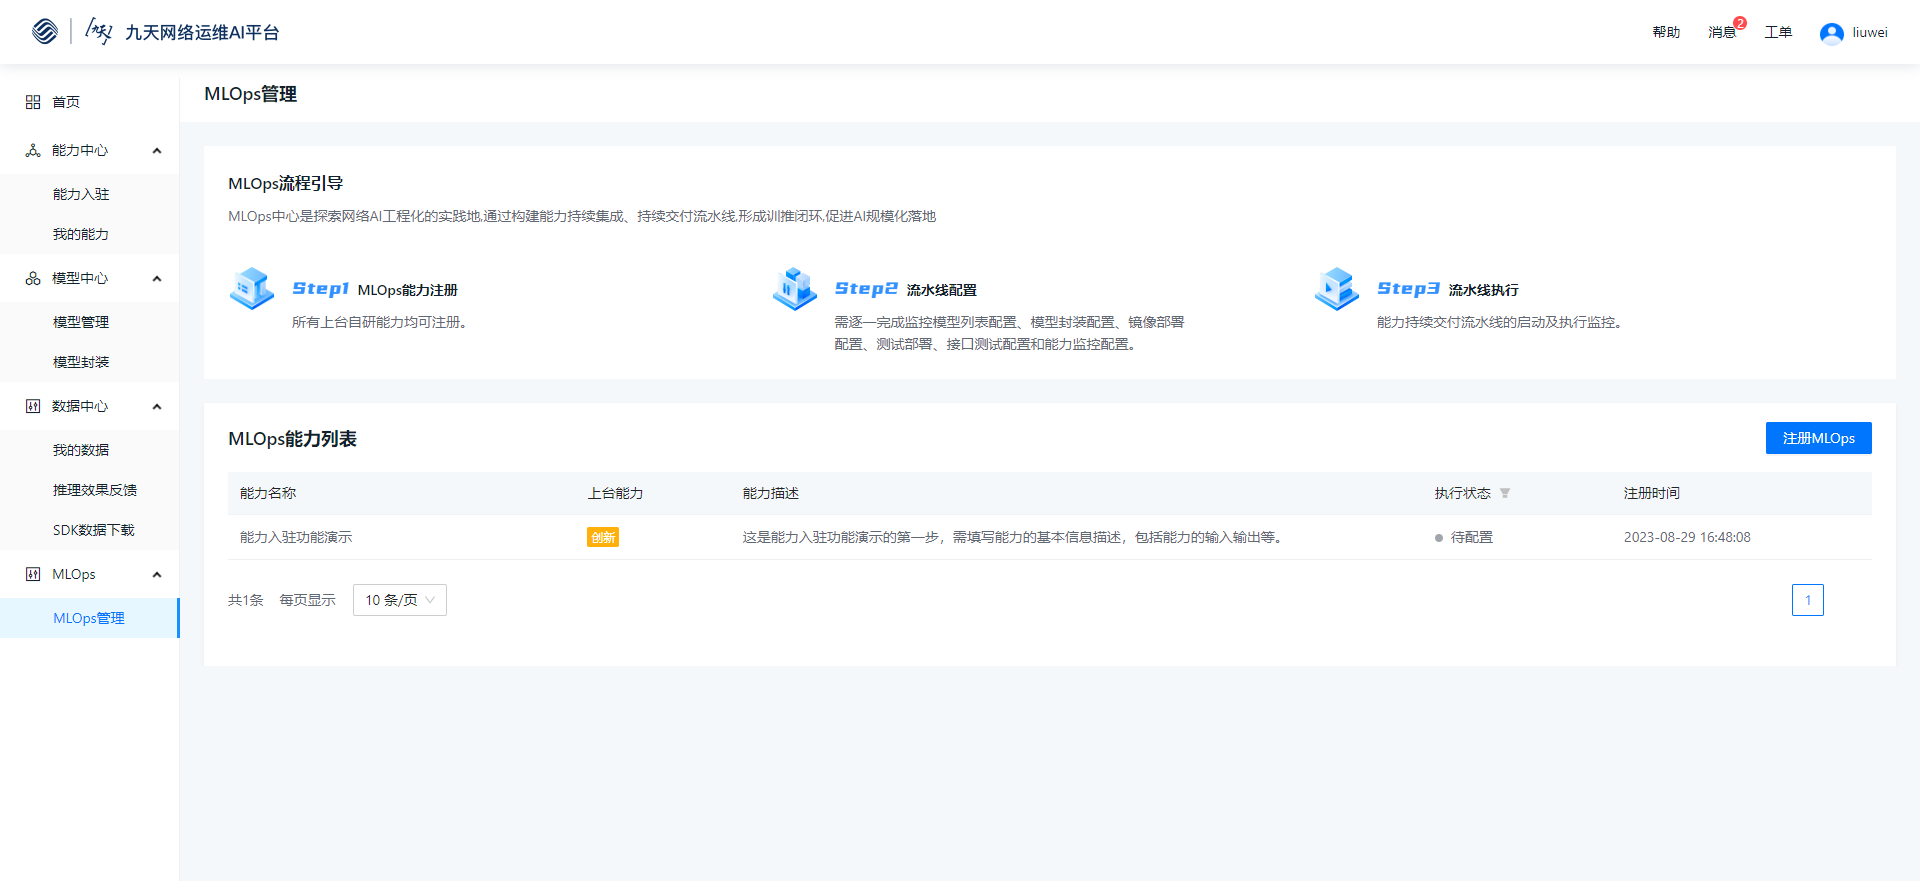 九天 九天网络运维AI平台
帮助 消息 2 工单 liuwei
首页
能力中心
能力入驻
我的能力
模型中心
模型管理
模型封装
数据中心
我的数据
推理效果反馈
SDK数据下载
MLOps
MLOps管理
MLOps管理
MLOps流程引导
MLOps中心是探索网络AI工程化的实践地,通过构建能力持续集成、持续交付流水线,形成训推闭环,促进AI规模化落地
Step1 MLOps能力注册
所有上台自研能力均可注册。
Step2 流水线配置
需逐一完成监控模型列表配置、模型封装配置、镜像部署
配置、测试部署、接口测试配置和能力监控配置。
Step3 流水线执行
能力持续交付流水线的启动及执行监控。
MLOps能力列表
注册MLOps
能力名称 上台能力 能力描述 执行状态 注册时间
能力入驻功能演示 创新 这是能力入驻功能演示的第一步，需填写能力的基本信息描述，包括能力的输入输出等。 待配置 2023-08-29 16:48:08
共1条 每页显示 10 条/页 1